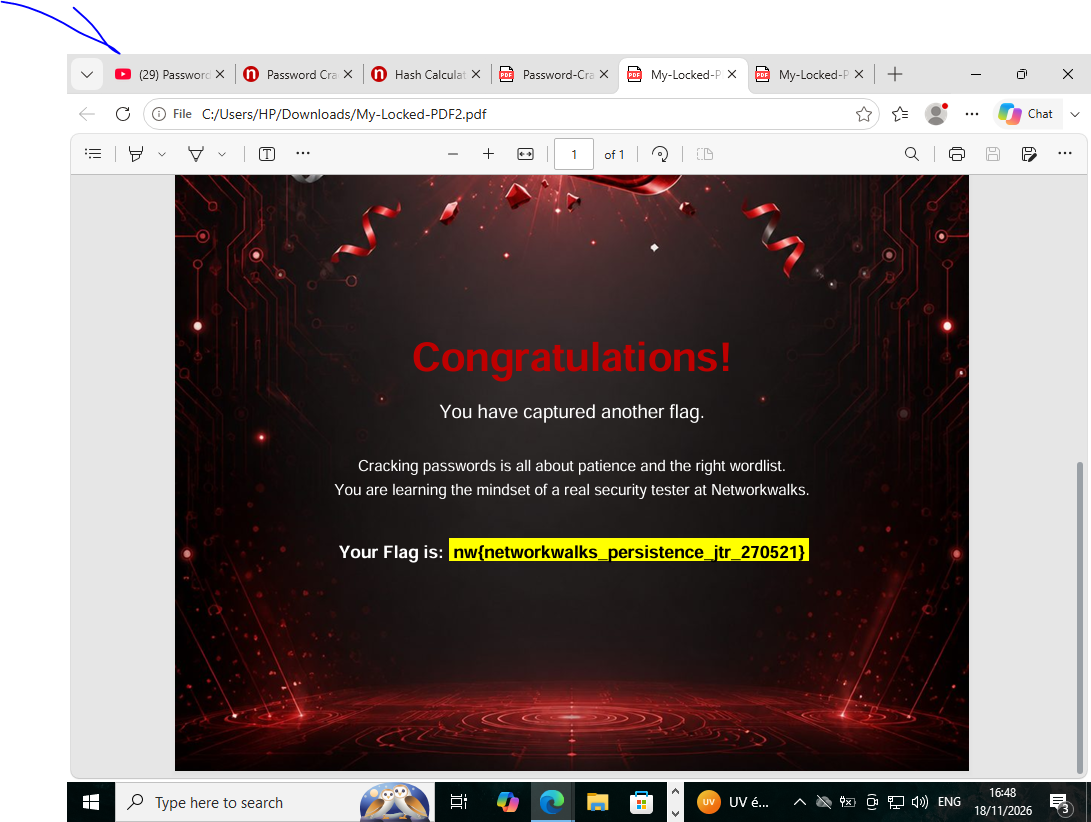 (29) Password
Password Cra
Hash Calculat
Password-Cra
My-Locked-P
My-Locked-P
File C:/Users/HP/Downloads/My-Locked-PDF2.pdf
Chat
1 of 1
Congratulations!
You have captured another flag.
Cracking passwords is all about patience and the right wordlist.
You are learning the mindset of a real security tester at Networkwalks.
Your Flag is: nw{networkwalks_persistence_jtr_270521}
Type here to search
UV UV é...
ENG
16:48
18/11/2026
3